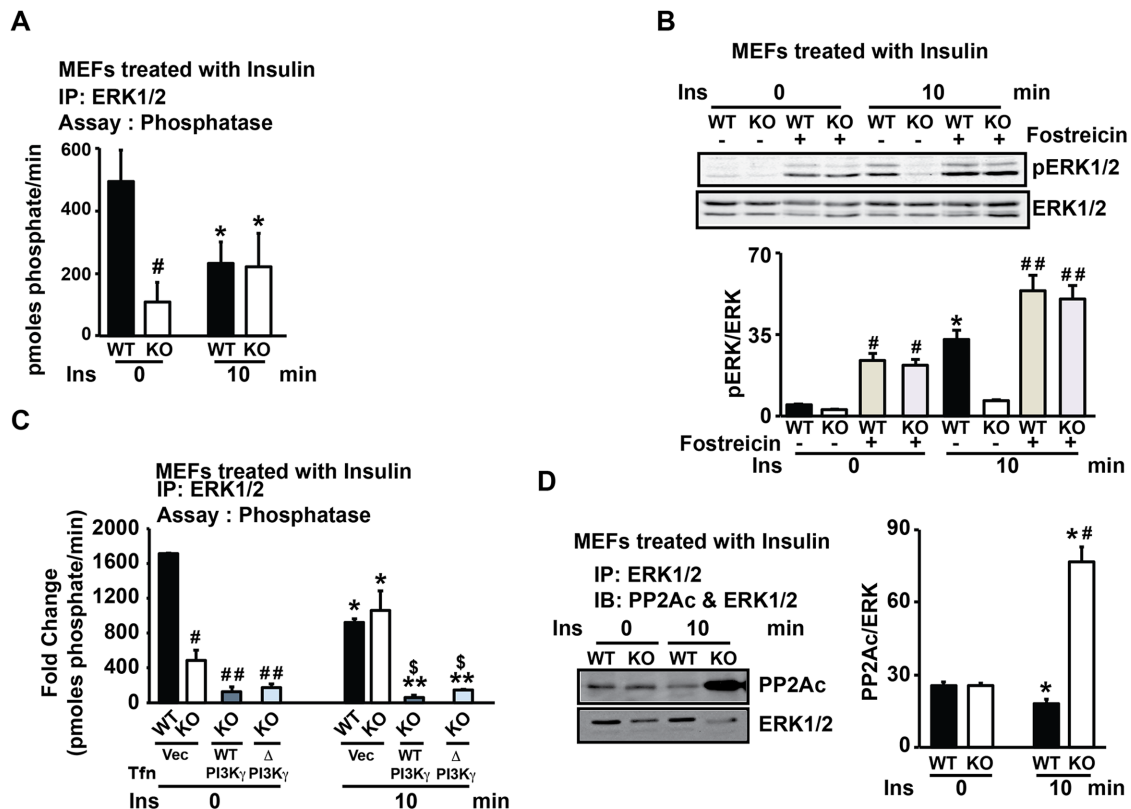 A
MEFs treated with Insulin
IP: ERK1/2
Assay : Phosphatase
pmoles phosphate/min
600
400
200
0
#
*
*
WT KO WT KO
Ins 0 10 min
B
MEFs treated with Insulin
Ins 0 10 min
WT KO WT KO WT KO WT KO
- - + + - - + + Fostreicin
pERK1/2
ERK1/2
pERK/ERK
70
35
0
# # * ## ##
WT KO WT KO WT KO WT KO
Fostreicin - - + + - - + +
Ins 0 10 min
C
MEFs treated with Insulin
IP: ERK1/2
Assay : Phosphatase
Fold Change
(pmoles phosphate/min)
2000
1600
1200
800
400
0
# ## ## * * $ $
** **
WT KO KO KO WT KO KO KO
Vec WT Δ Vec WT Δ
Tfn PI3Kγ PI3Kγ PI3Kγ PI3Kγ
Ins 0 10 min
D
MEFs treated with Insulin
IP: ERK1/2
IB: PP2Ac & ERK1/2
Ins 0 10 min
WT KO WT KO
PP2Ac
ERK1/2
PP2Ac/ERK
90
60
30
0
* *#
WT KO WT KO
Ins 0 10 min